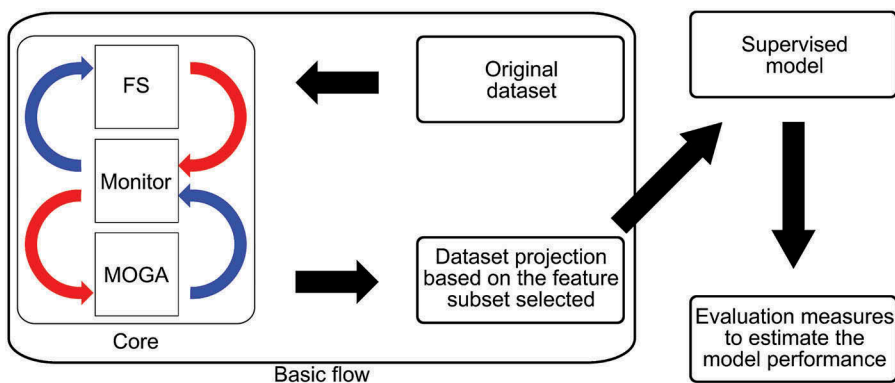 FS
Monitor
MOGA
Core
Original
dataset
Dataset projection
based on the feature
subset selected
Basic flow
Supervised
model
Evaluation measures
to estimate the
model performance